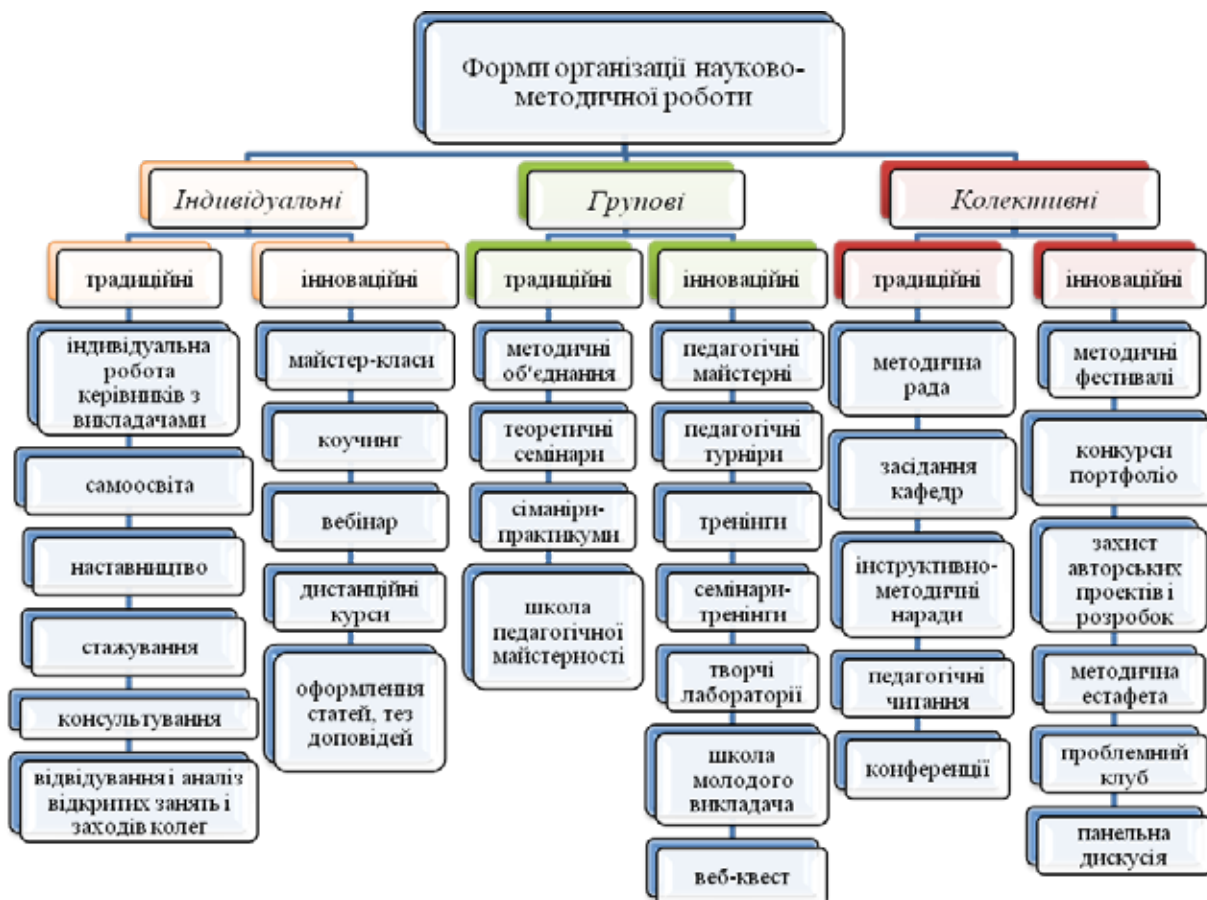 Форми організації науково-
методичної роботи
Індивідуальні
традиційні
індивідуальна
робота
керівників з
викладачами
самоосвіта
наставництво
стажування
консультування
відвідування і аналіз
відкритих занять і
заходів колег
інноваційні
майстер-класи
коучинг
вебінар
дистанційні
курси
оформлення
статей, тез
доповідей
Групові
традиційні
методичні
об'єднання
теоретичні
семінари
сіманіри-
практикуми
школа
педагогічної
майстерності
інноваційні
педагогічні
майстерні
педагогічні
турніри
тренінги
семінари-
тренінги
творчі
лабораторії
школа
молодого
викладача
веб-квест
Колективні
традиційні
методична
рада
засідання
кафедр
інструктивно-
методичні
наради
педагогічні
читання
конференції
інноваційні
методичні
фестивалі
конкурси
портфоліо
захист
авторських
проектів і
розробок
методична
естафета
проблемний
клуб
панельна
дискусія